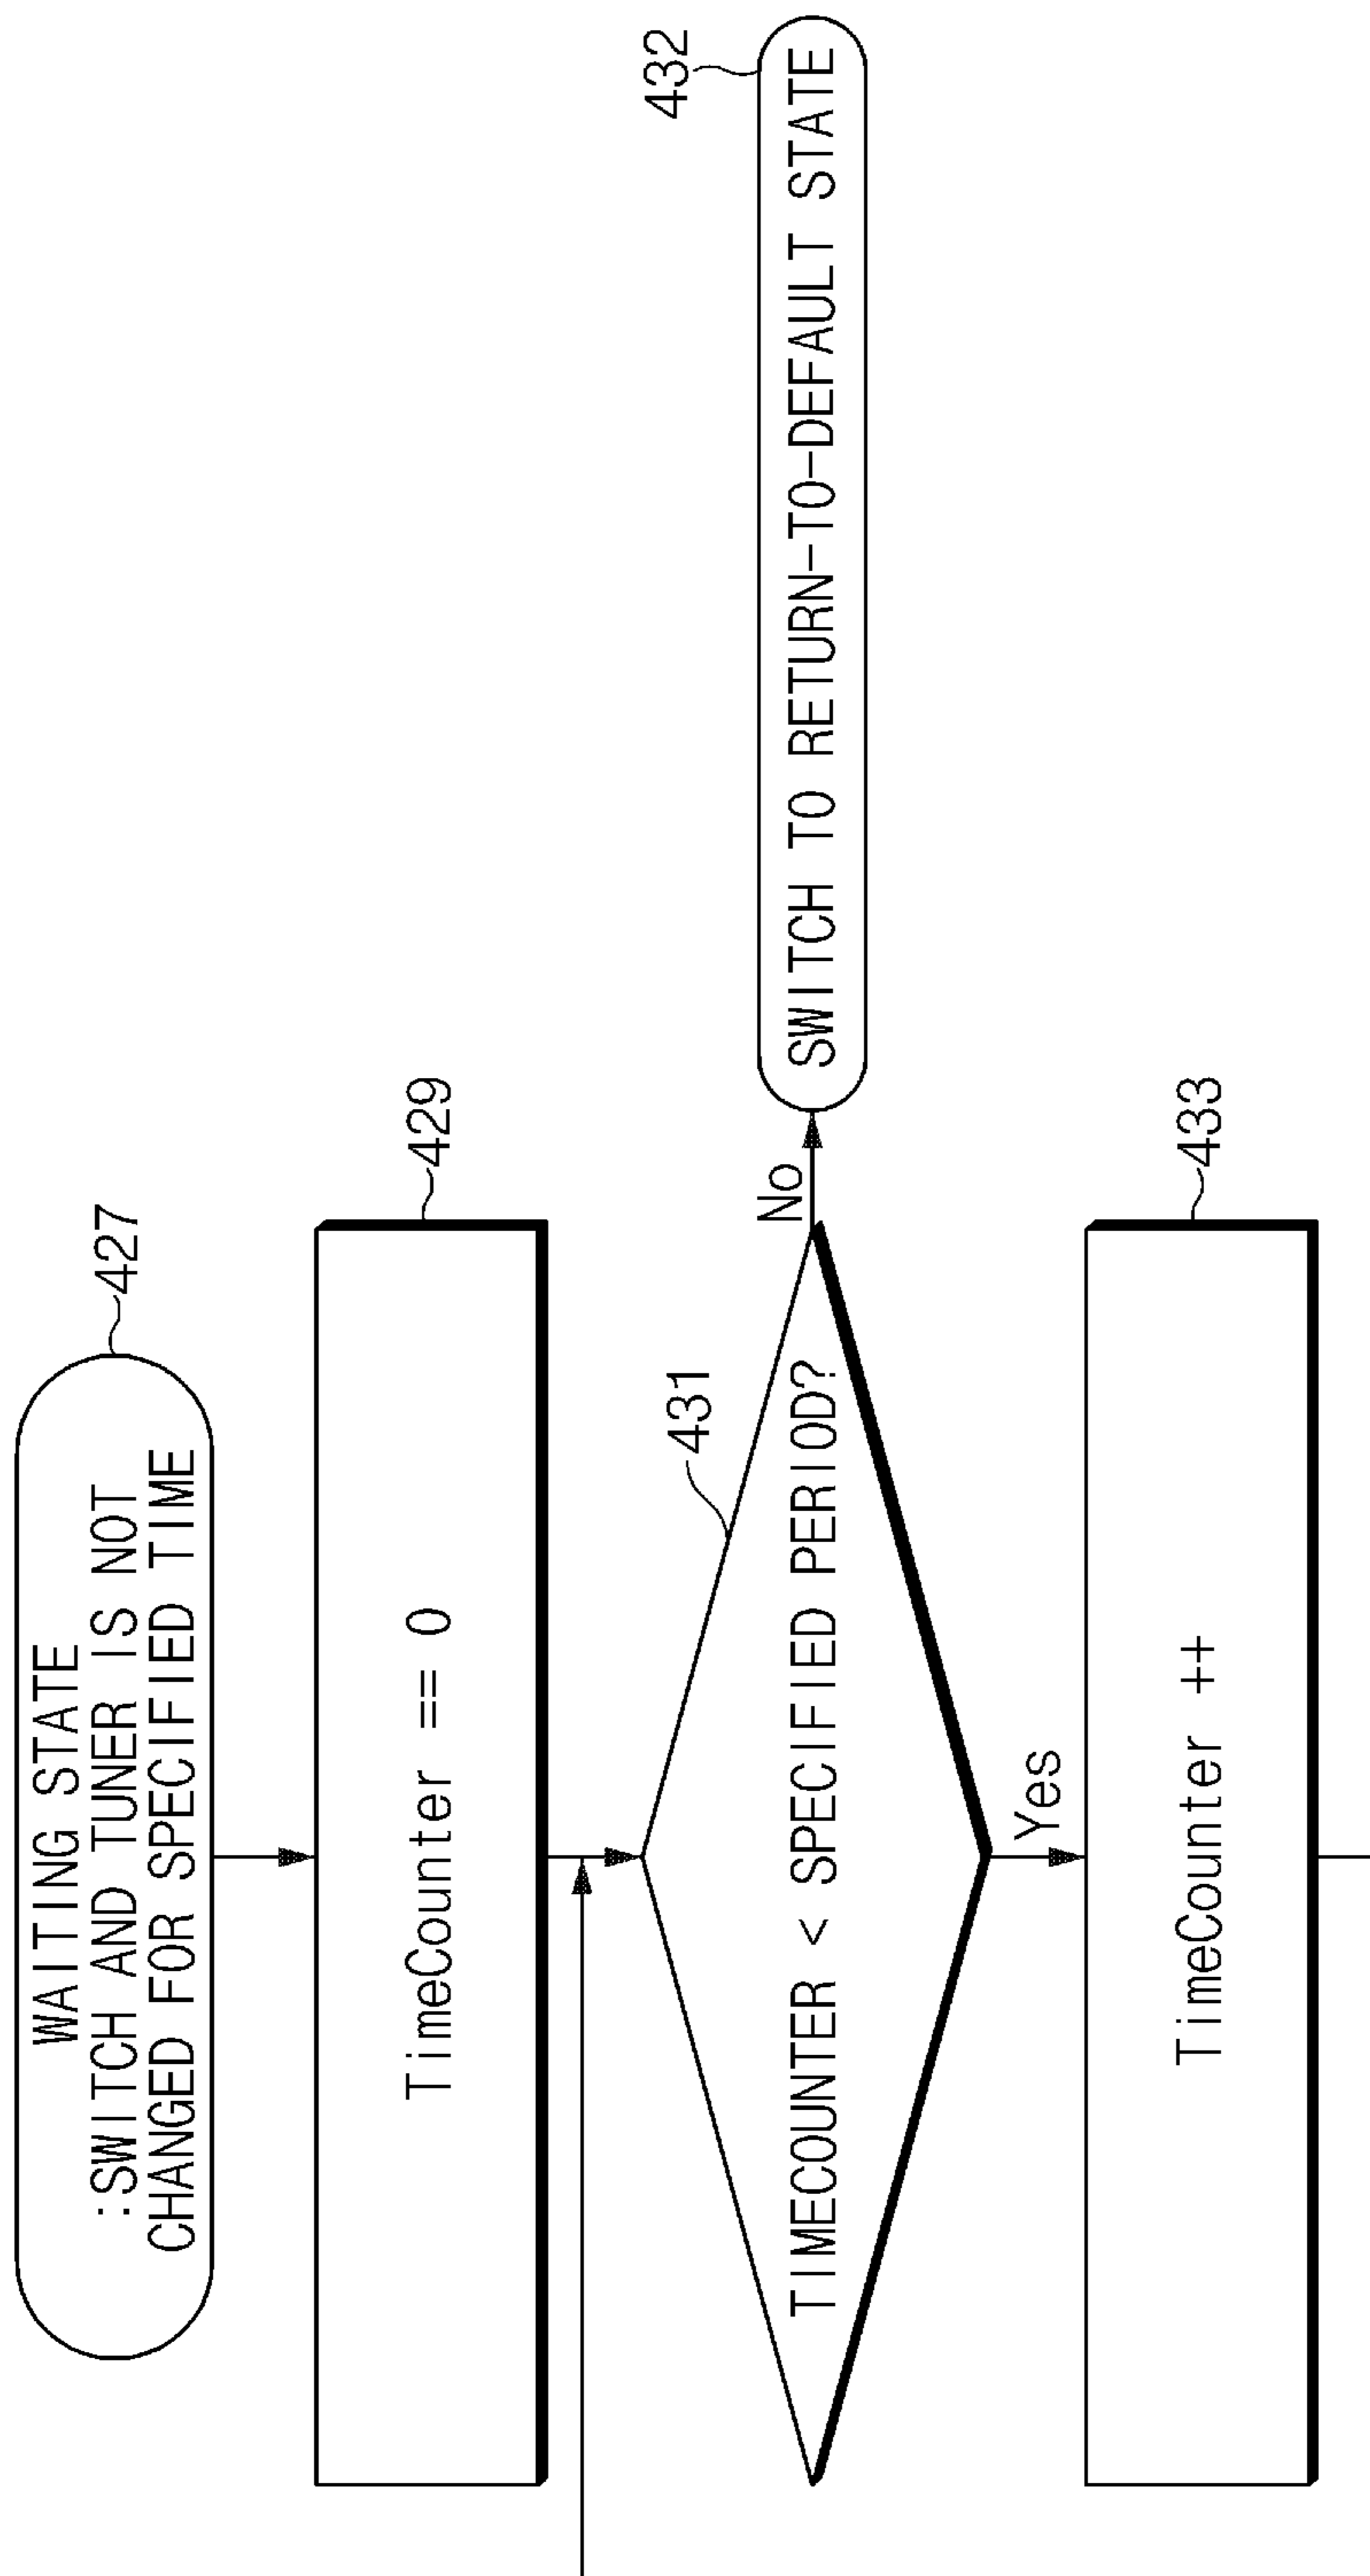 WAITING STATE
::SWITCH AND TUNER IS NOT
CHANGED FOR SPECIFIED TIME
427
TimeCounter == 0
429
431
TIMECOUNTER < SPECIFIED PERIOD?
No
SWITCH TO RETURN-TO-DEFAULT STATE
432
Yes
TimeCounter ++
433